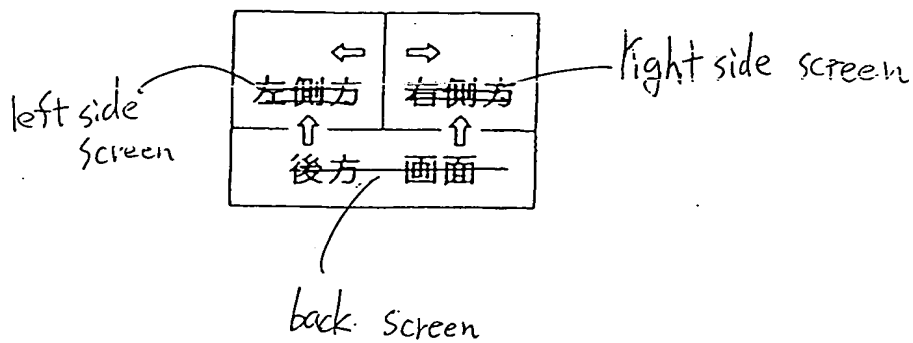 左側方 右側方
right side screen
left side
screen
後方 画面
back screen